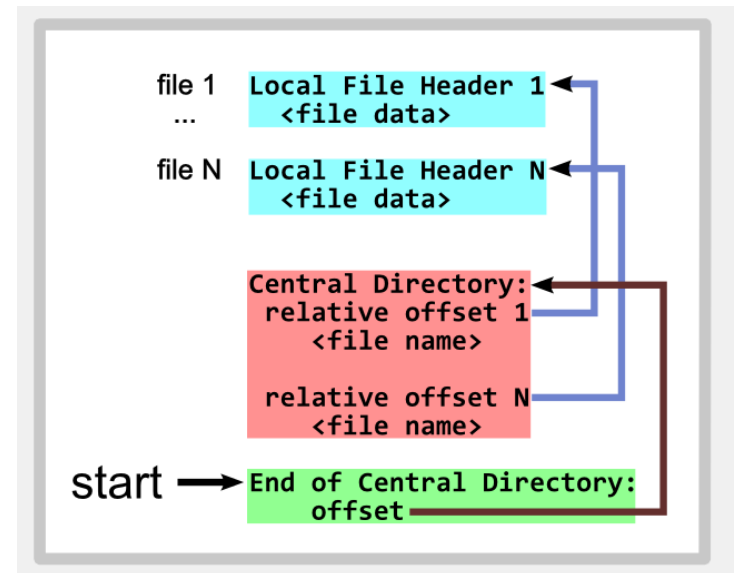 file 1 Local File Header 1
... <file data>
file N Local File Header N
<file data>
Central Directory:
relative offset 1
<file name>
relative offset N
<file name>
start End of Central Directory:
offset